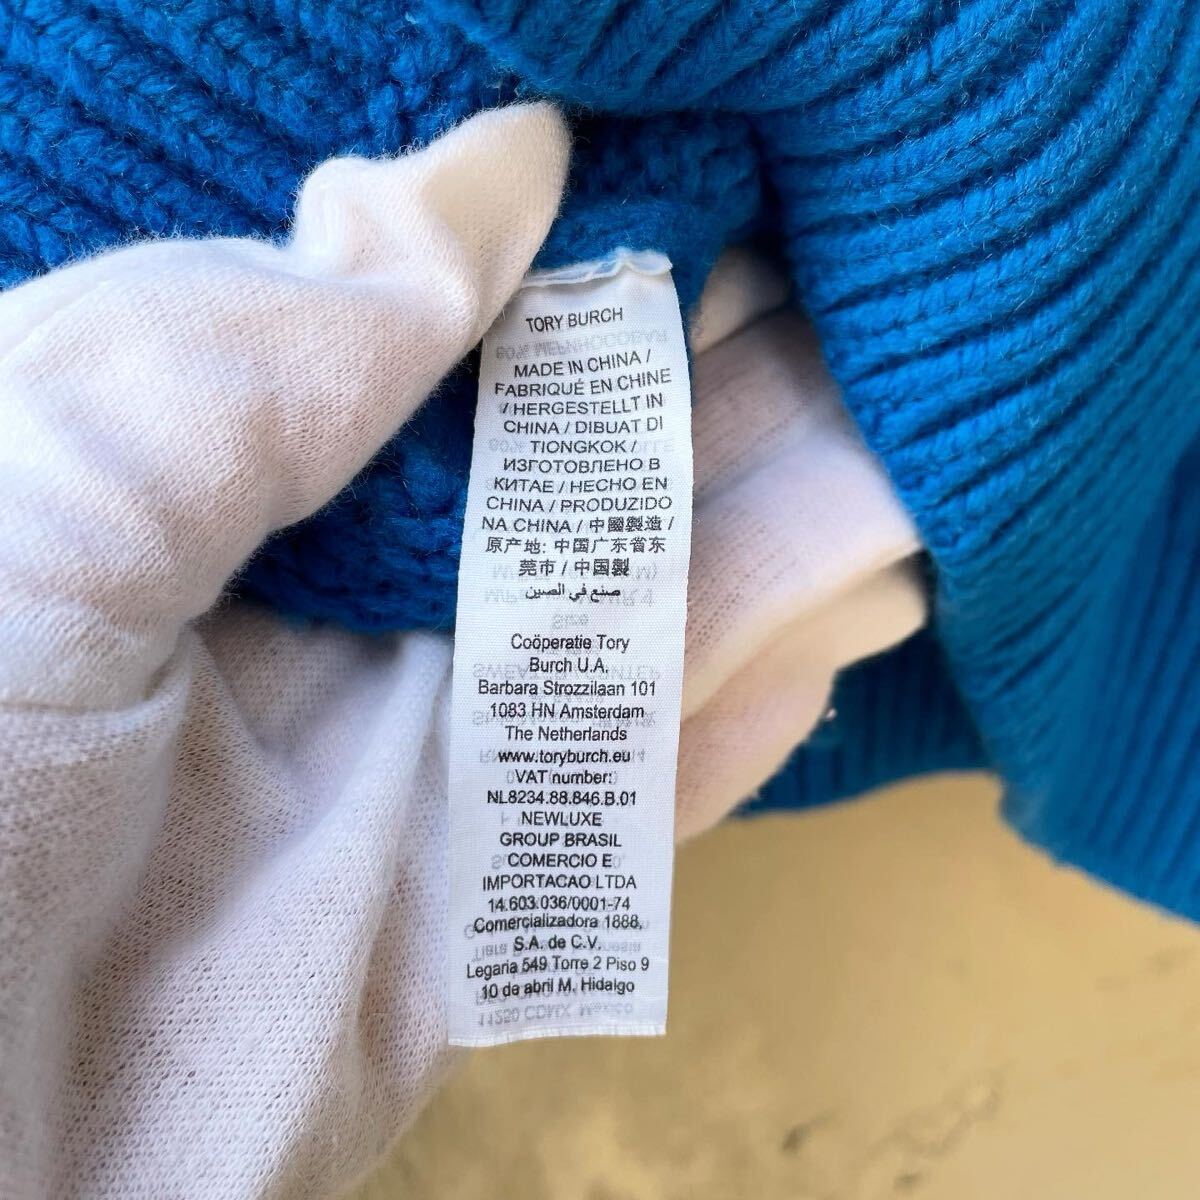 TORY BURCH
MADE IN CHINA /
FABRIQUÉ EN CHINE
/ HERGESTELLT IN
CHINA / DIBUAT DI
TIONGKOK /
ИЗГОТОВЛЕНО В
КИТАЕ / HECHO EN
CHINA / PRODUZIDO
NA CHINA / 中國製造 /
原产地: 中国广东省东
莞市 / 中国製
صنع في الصين
Coöperatie Tory
Burch U.A.
Barbara Strozzilaan 101
1083 HN Amsterdam
The Netherlands
www.toryburch.eu
VAT number:
NL8234.88.846.B.01
NEWLUXE
GROUP BRASIL
COMERCIO E
IMPORTACAO LTDA
14.603.036/0001-74
Comercializadora 1888,
S.A. de C.V.
Legaria 549 Torre 2 Piso 9
10 de abril M. Hidalgo
11250 CDMX, Mexico